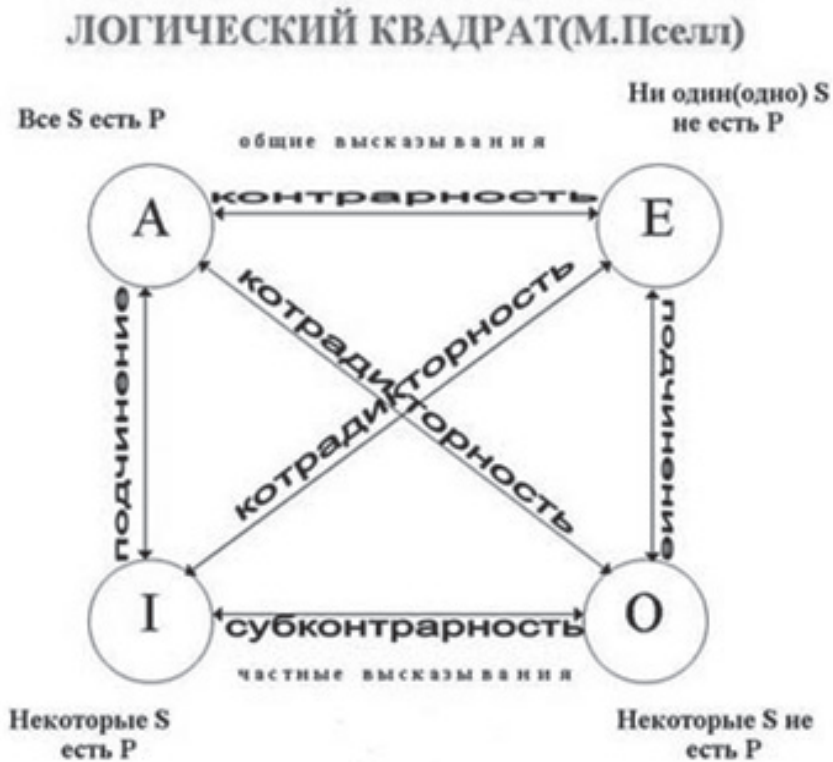 ЛОГИЧЕСКИЙ КВАДРАТ(М.Пселл)
Все S есть P
Ни один(одно) S
не есть P
общие высказывания
A
контрарность
E
котрадикторность
котрадикторность
подчинение
подчинение
I
субконтрарность
O
частные высказывания
Некоторые S
есть P
Некоторые S не
есть P